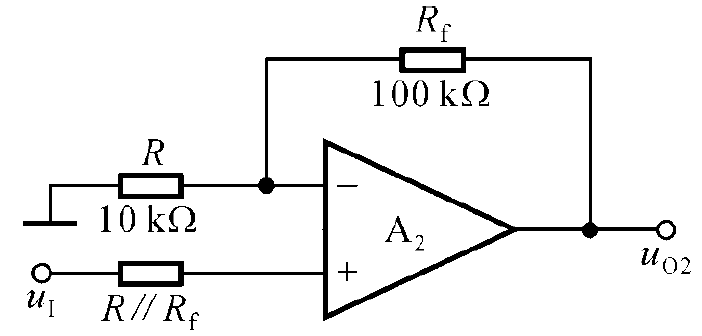 R_f
100 kΩ
R
10 kΩ
−
A_2
+
u_I
R // R_f
u_O2